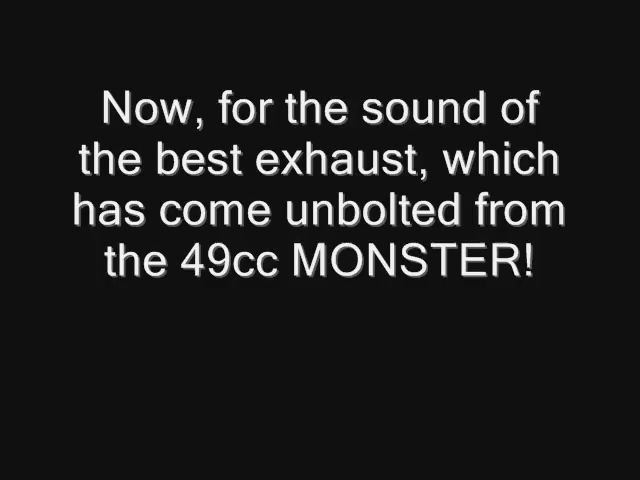 Now, for the sound of
the best exhaust, which
has come unbolted from
the 49cc MONSTER!